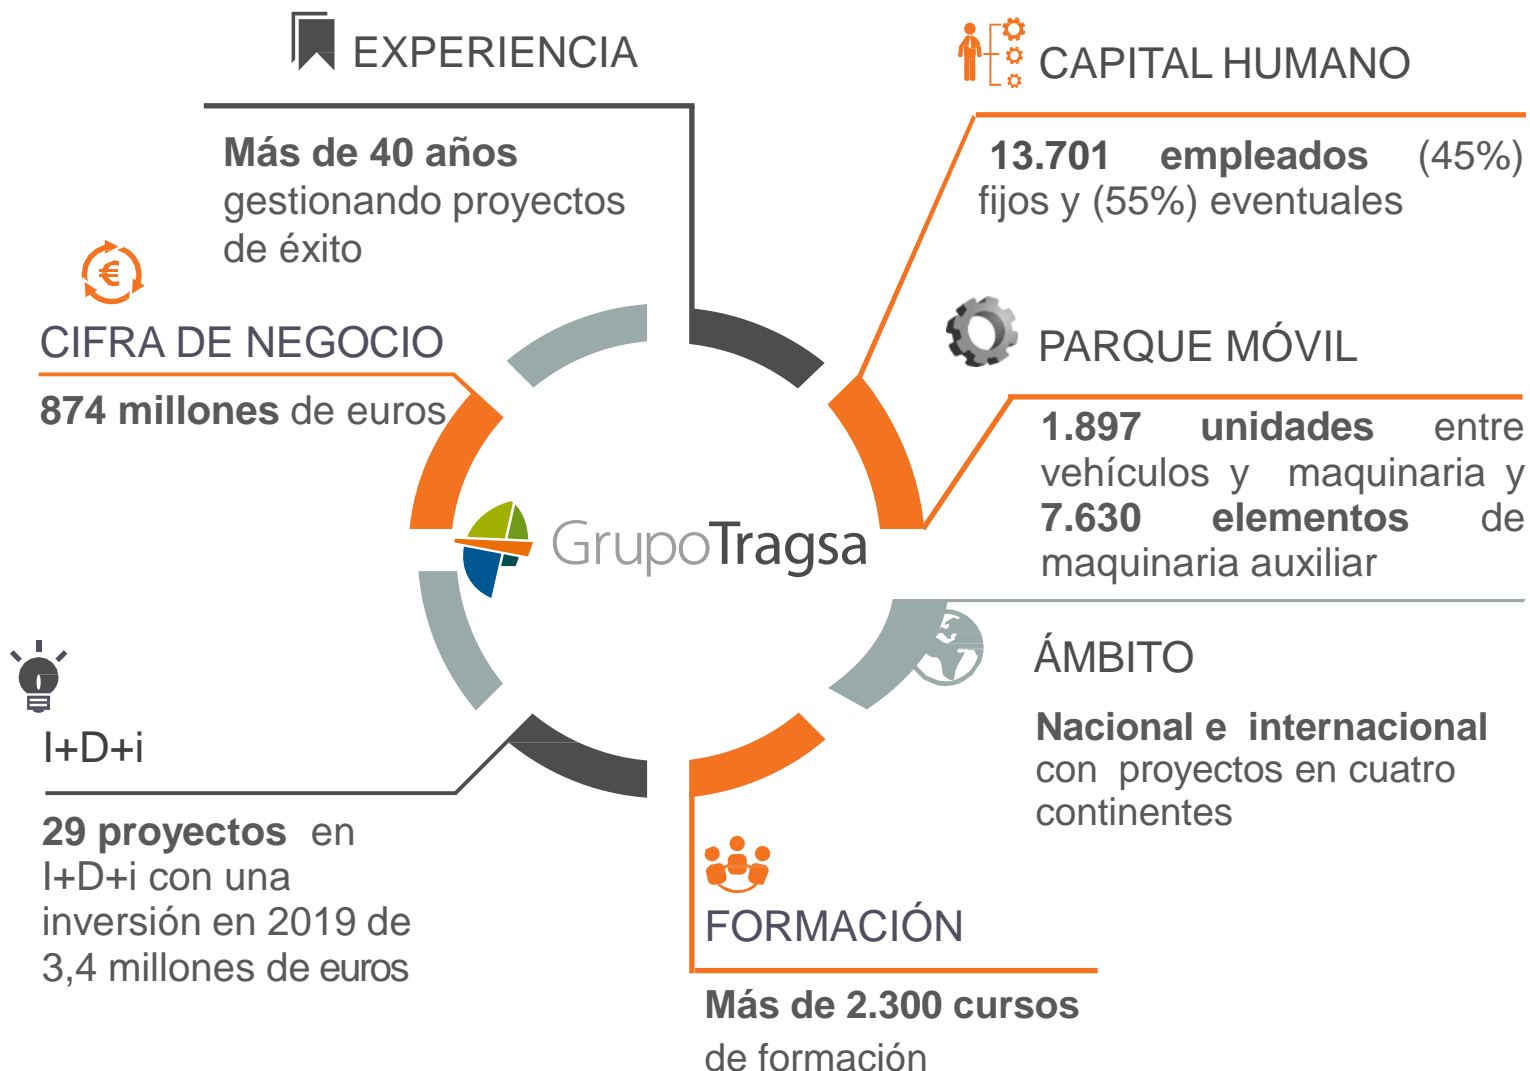 EXPERIENCIA
Más de 40 años
gestionando proyectos
de éxito
CAPITAL HUMANO
13.701 empleados (45%)
fijos y (55%) eventuales
€
CIFRA DE NEGOCIO
874 millones de euros
PARQUE MÓVIL
1.897 unidades entre
vehículos y maquinaria y
7.630 elementos de
maquinaria auxiliar
GrupoTragsa
ÁMBITO
Nacional e internacional
con proyectos en cuatro
continentes
I+D+i
29 proyectos en
I+D+i con una
inversión en 2019 de
3,4 millones de euros
FORMACIÓN
Más de 2.300 cursos
de formación